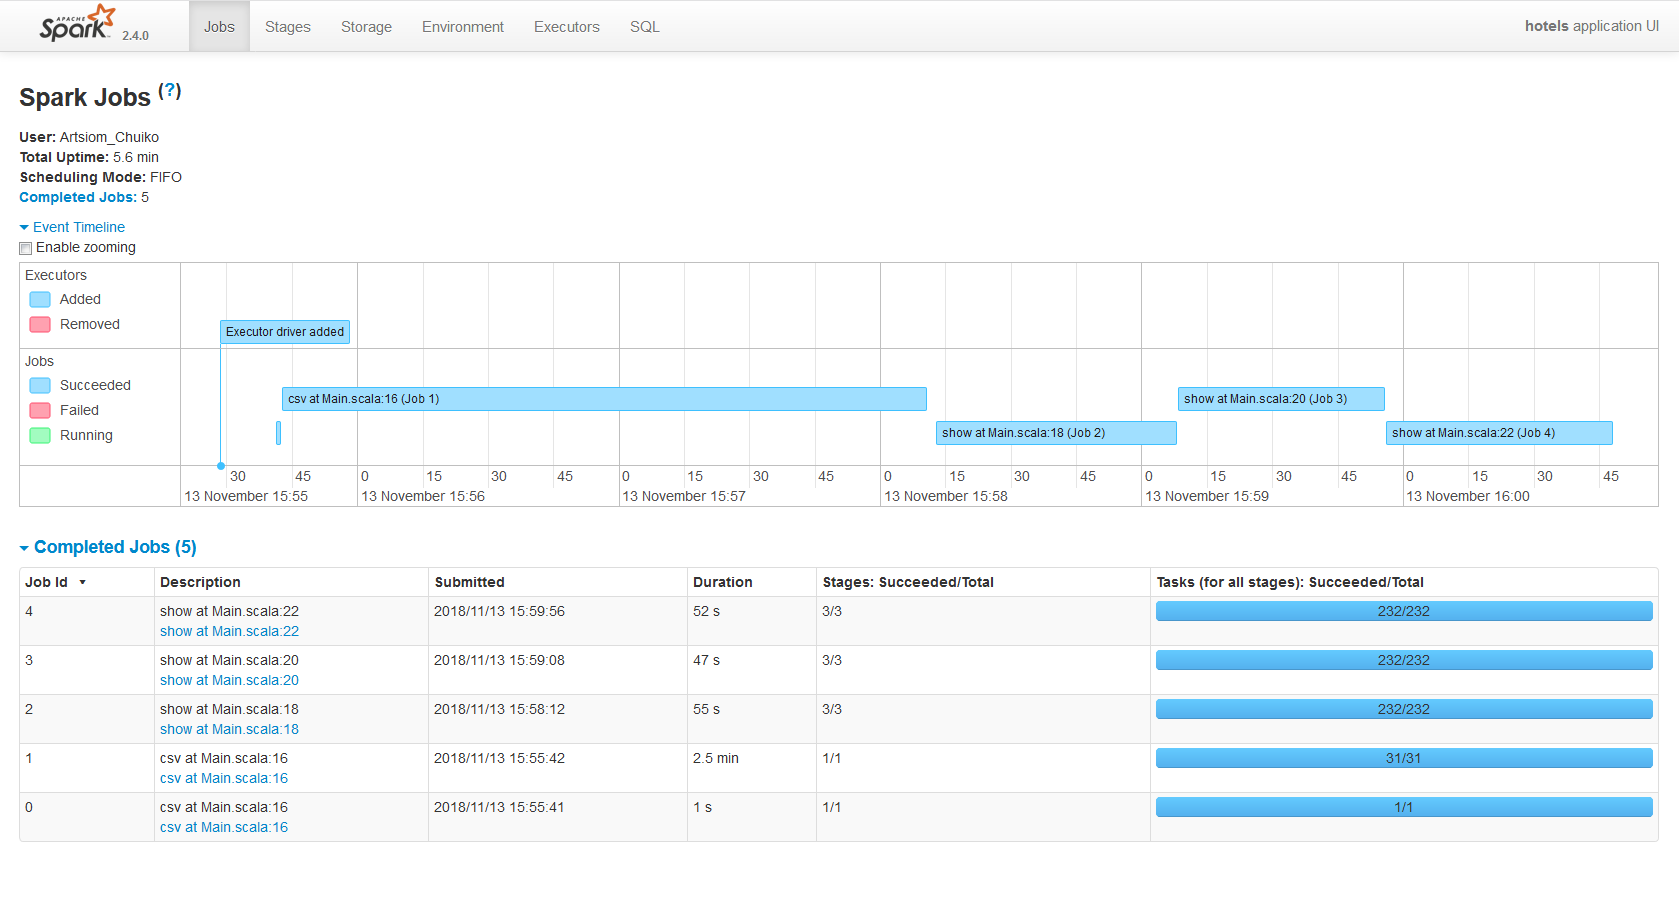 APACHE
Spark 2.4.0
Jobs Stages Storage Environment Executors SQL
hotels application UI
Spark Jobs (?)
User: Artsiom_Chuiko
Total Uptime: 5.6 min
Scheduling Mode: FIFO
Completed Jobs: 5
Event Timeline
Enable zooming
Executors
Added
Removed
Executor driver added
Jobs
Succeeded
Failed
Running
csv at Main.scala:16 (Job 1)
show at Main.scala:20 (Job 3)
show at Main.scala:18 (Job 2)
show at Main.scala:22 (Job 4)
30 45 0 15 30 45 0 15 30 45 0 15 30 45 0 15 30 45 0 15 30 45
13 November 15:55 13 November 15:56 13 November 15:57 13 November 15:58 13 November 15:59 13 November 16:00
Completed Jobs (5)
Job Id Description Submitted Duration Stages: Succeeded/Total Tasks (for all stages): Succeeded/Total
4 show at Main.scala:22 2018/11/13 15:59:56 52 s 3/3 232/232
show at Main.scala:22
3 show at Main.scala:20 2018/11/13 15:59:08 47 s 3/3 232/232
show at Main.scala:20
2 show at Main.scala:18 2018/11/13 15:58:12 55 s 3/3 232/232
show at Main.scala:18
1 csv at Main.scala:16 2018/11/13 15:55:42 2.5 min 1/1 31/31
csv at Main.scala:16
0 csv at Main.scala:16 2018/11/13 15:55:41 1 s 1/1 1/1
csv at Main.scala:16